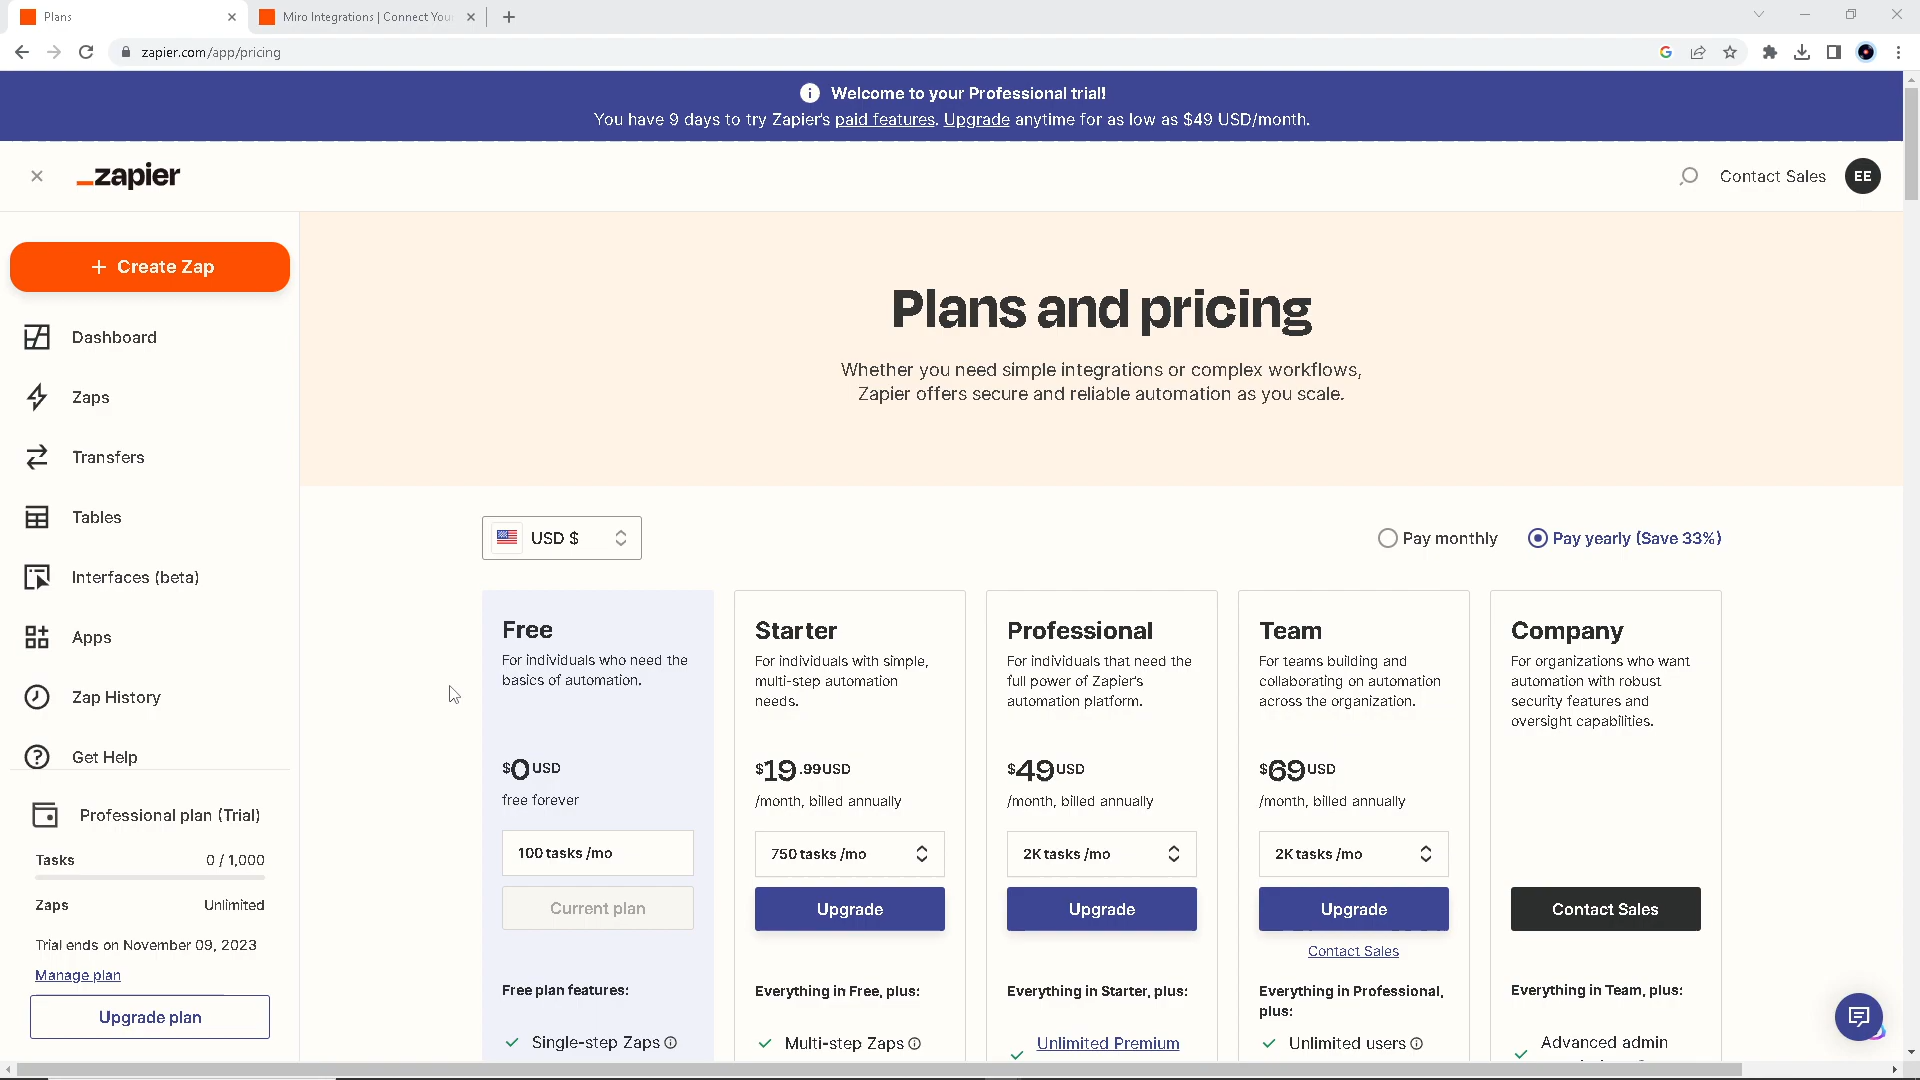 Plans
Miro Integrations | Connect You
zapier.com/app/pricing
Welcome to your Professional trial!
You have 9 days to try Zapier's paid features. Upgrade anytime for as low as $49 USD/month.
zapier
Contact Sales
EE
Create Zap
Dashboard
Zaps
Transfers
Tables
Interfaces (beta)
Apps
Zap History
Get Help
Professional plan (Trial)
Tasks 0 / 1,000
Zaps Unlimited
Trial ends on November 09, 2023
Manage plan
Upgrade plan
Plans and pricing
Whether you need simple integrations or complex workflows,
Zapier offers secure and reliable automation as you scale.
USD $
Pay monthly
Pay yearly (Save 33%)
Free
For individuals who need the
basics of automation.
$0 USD
free forever
100 tasks /mo
Current plan
Free plan features:
Single-step Zaps
Starter
For individuals with simple,
multi-step automation
needs.
$19.99 USD
/month, billed annually
750 tasks /mo
Upgrade
Everything in Free, plus:
Multi-step Zaps
Professional
For individuals that need the
full power of Zapier's
automation platform.
$49 USD
/month, billed annually
2K tasks /mo
Upgrade
Everything in Starter, plus:
Unlimited Premium
Team
For teams building and
collaborating on automation
across the organization.
$69 USD
/month, billed annually
2K tasks /mo
Upgrade
Contact Sales
Everything in Professional,
plus:
Unlimited users
Company
For organizations who want
automation with robust
security features and
oversight capabilities.
Contact Sales
Everything in Team, plus:
Advanced admin